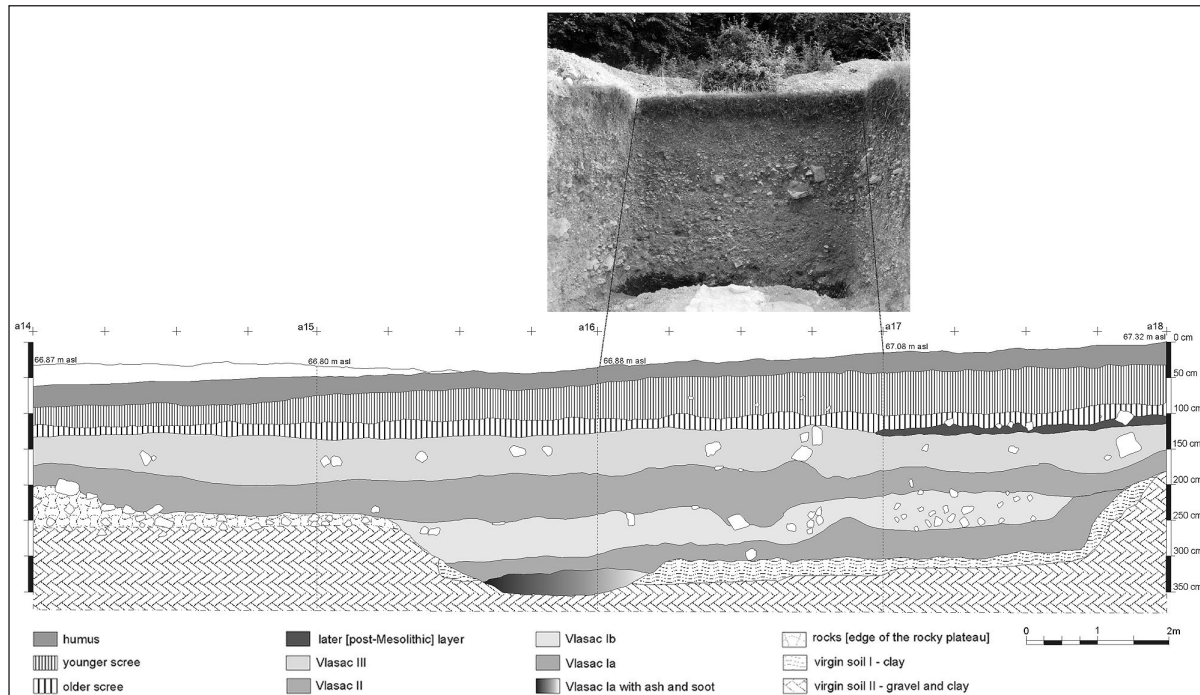 a14 a15 a16 a17 a18
66.87 m asl 66.80 m asl 66.88 m asl 67.08 m asl 67.32 m asl
0 cm
50 cm
100 cm
150 cm
200 cm
250 cm
300 cm
350 cm
humus
younger scree
older scree
later [post-Mesolithic] layer
Vlasac III
Vlasac II
Vlasac Ib
Vlasac Ia
Vlasac Ia with ash and soot
rocks [edge of the rocky plateau]
virgin soil I - clay
virgin soil II - gravel and clay
0 1 2m